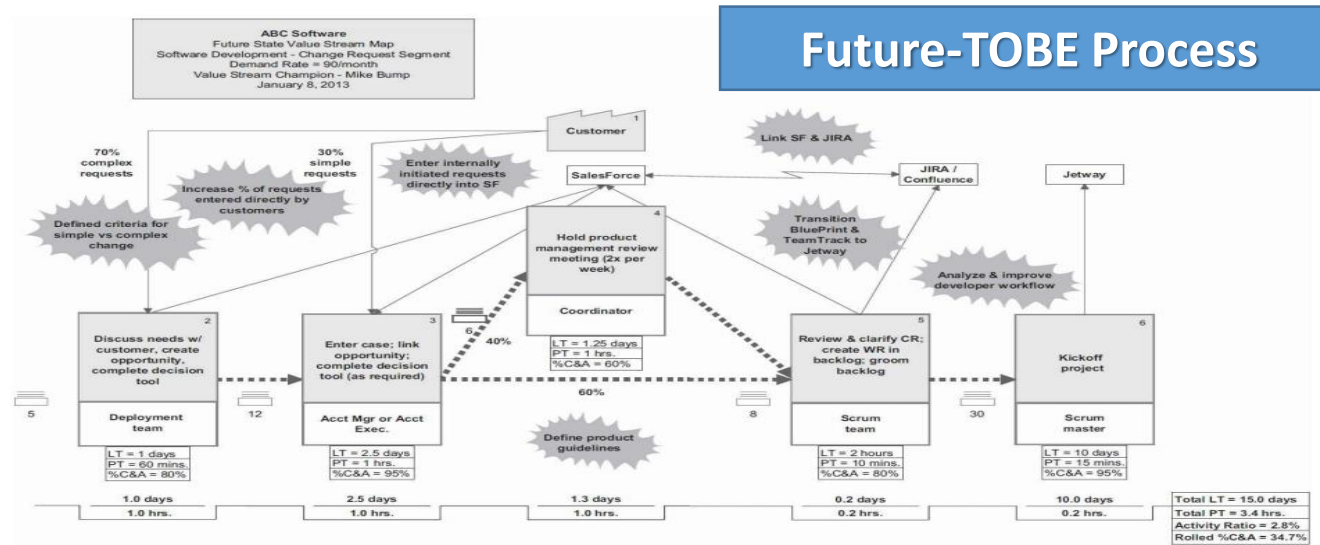 Future-TOBE Process
ABC Software
Future State Value Stream Map
Software Development - Change Request Segment
Demand Rate = 90/month
Value Stream Champion - Mike Bump
January 8, 2013
1
Customer
70%
complex
requests
30%
simple
requests
Increase % of requests
entered directly by
customers
Enter internally
initiated requests
directly into SF
Link SF & JIRA
SalesForce
JIRA /
Confluence
Jetway
Defined criteria for
simple vs complex
change
Transition
BluePrint &
TeamTrack to
Jetway
Analyze & improve
developer workflow
4
Hold product
management review
meeting (2x per
week)
Coordinator
LT = 1.25 days
PT = 1 hrs.
%C&A = 60%
5
2
Discuss needs w/
customer, create
opportunity,
complete decision
tool
Deployment
team
LT = 1 days
PT = 60 mins.
%C&A = 80%
12
3
Enter case; link
opportunity;
complete decision
tool (as required)
Acct Mgr or Acct
Exec.
LT = 2.5 days
PT = 1 hrs.
%C&A = 95%
6
40%
60%
Define product
guidelines
8
5
Review & clarify CR;
create WR in
backlog; groom
backlog
Scrum
team
LT = 2 hours
PT = 10 mins.
%C&A = 80%
30
6
Kickoff
project
Scrum
master
LT = 10 days
PT = 15 mins.
%C&A = 95%
1.0 days
1.0 hrs.
2.5 days
1.0 hrs.
1.3 days
1.0 hrs.
0.2 days
0.2 hrs.
10.0 days
0.2 hrs.
Total LT = 15.0 days
Total PT = 3.4 hrs.
Activity Ratio = 2.8%
Rolled %C&A = 34.7%